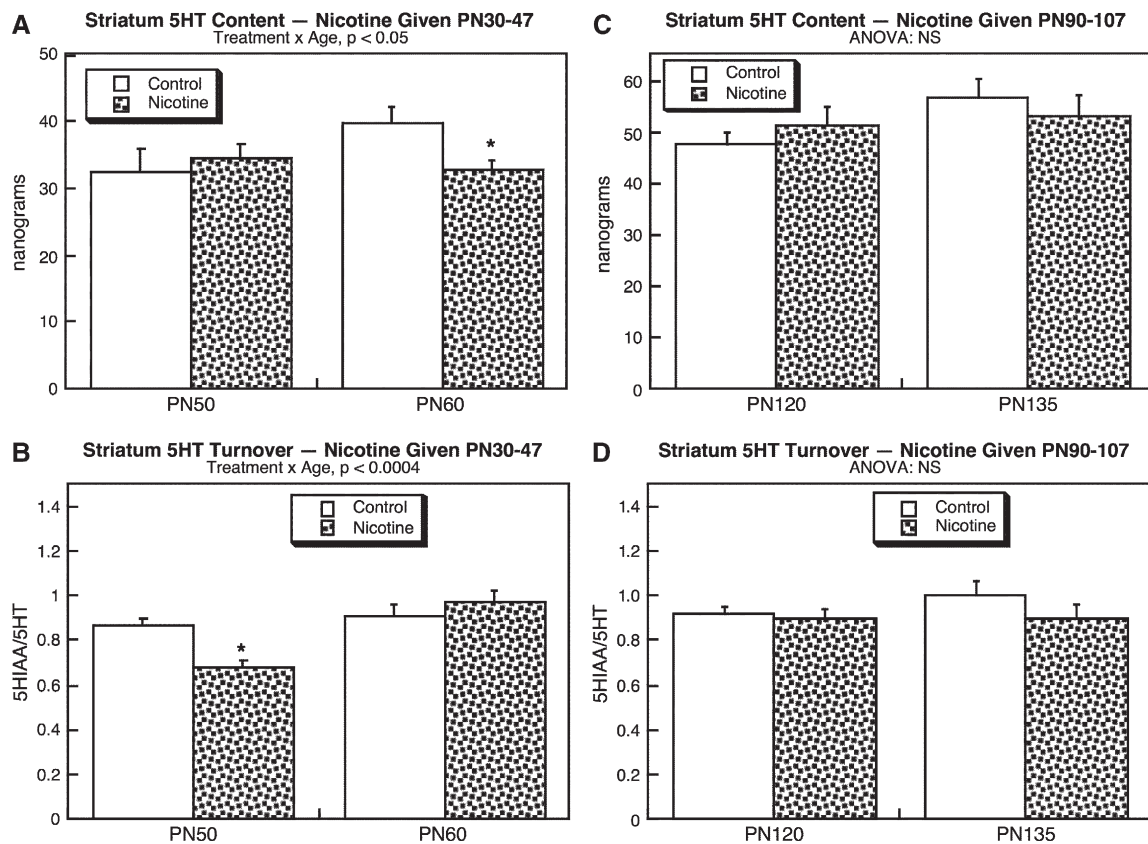 A
Striatum 5HT Content — Nicotine Given PN30-47
Treatment x Age, p < 0.05
50
40
30
20
10
0
nanograms
Control
Nicotine
*
PN50
PN60
C
Striatum 5HT Content — Nicotine Given PN90-107
ANOVA: NS
60
50
40
30
20
10
0
nanograms
Control
Nicotine
PN120
PN135
B
Striatum 5HT Turnover — Nicotine Given PN30-47
Treatment x Age, p < 0.0004
1.4
1.2
1
0.8
0.6
0.4
0.2
0
5HIAA/5HT
Control
Nicotine
*
PN50
PN60
D
Striatum 5HT Turnover — Nicotine Given PN90-107
ANOVA: NS
1.4
1.2
1.0
0.8
0.6
0.4
0.2
0
5HIAA/5HT
Control
Nicotine
PN120
PN135